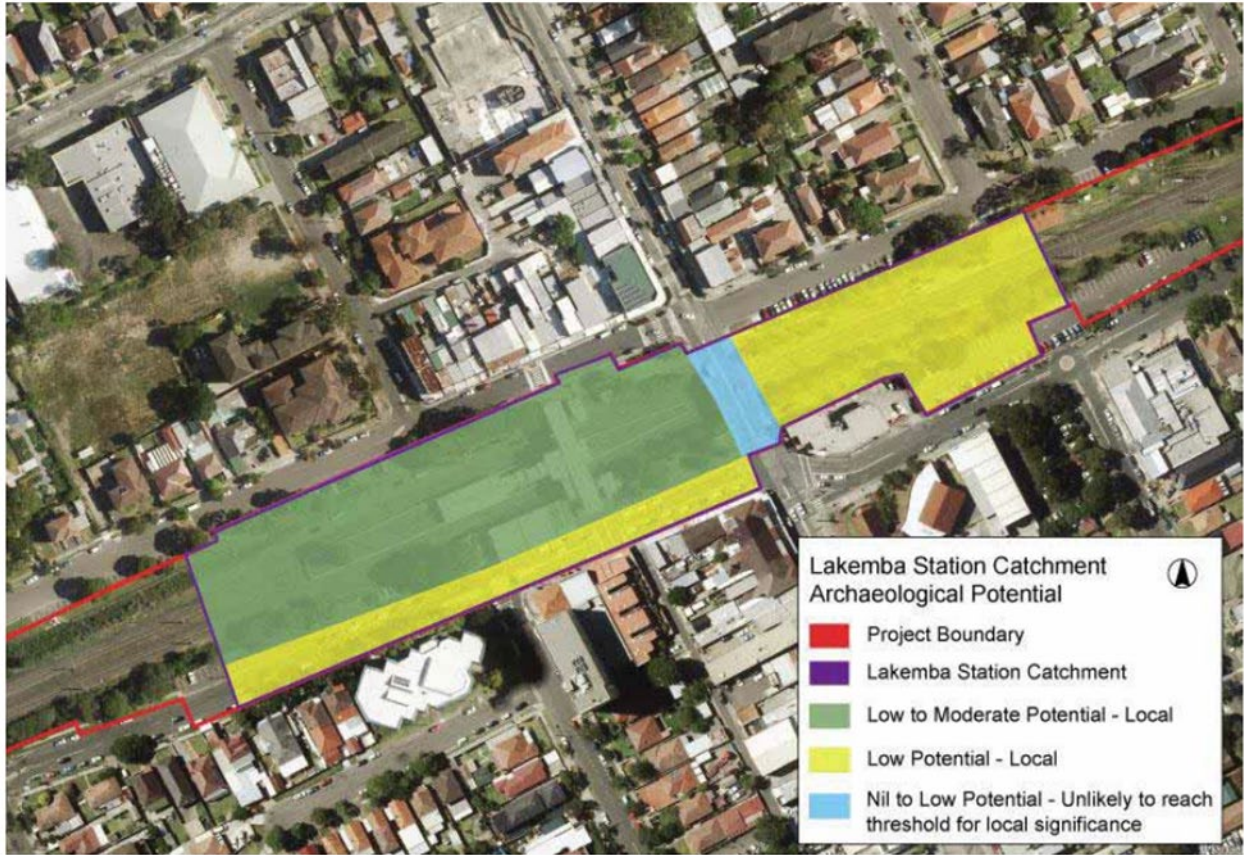 Lakemba Station Catchment
Archaeological Potential
Project Boundary
Lakemba Station Catchment
Low to Moderate Potential - Local
Low Potential - Local
Nil to Low Potential - Unlikely to reach
threshold for local significance